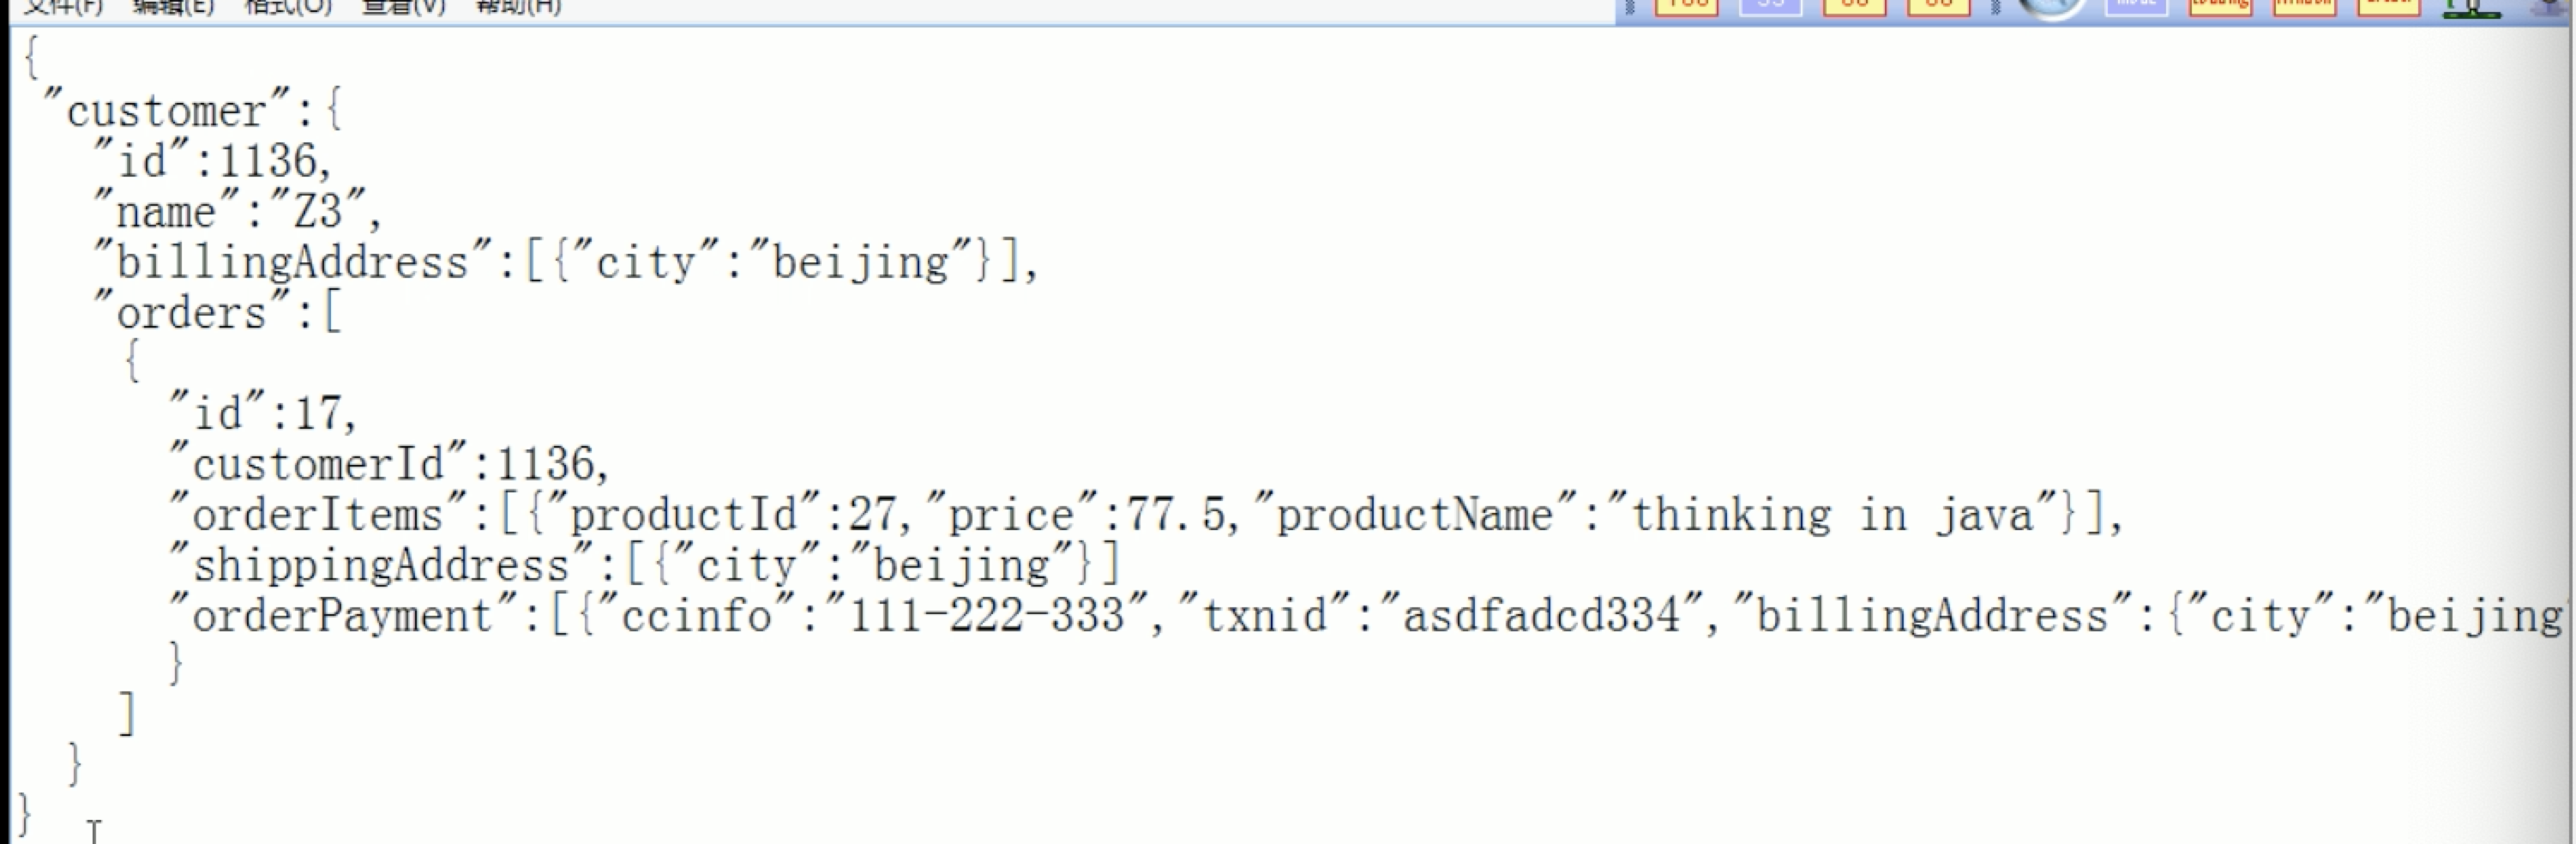 文件(F) 编辑(E) 格式(O) 查看(V) 帮助(H)
{
"customer":{
"id":1136,
"name":"Z3",
"billingAddress":[{"city":"beijing"}],
"orders":[
{
"id":17,
"customerId":1136,
"orderItems":[{"productId":27,"price":77.5,"productName":"thinking in java"}],
"shippingAddress":[{"city":"beijing"}]
"orderPayment":[{"ccinfo":"111-222-333","txnid":"asdfadcd334","billingAddress":{"city":"beijing
}
]
}
}